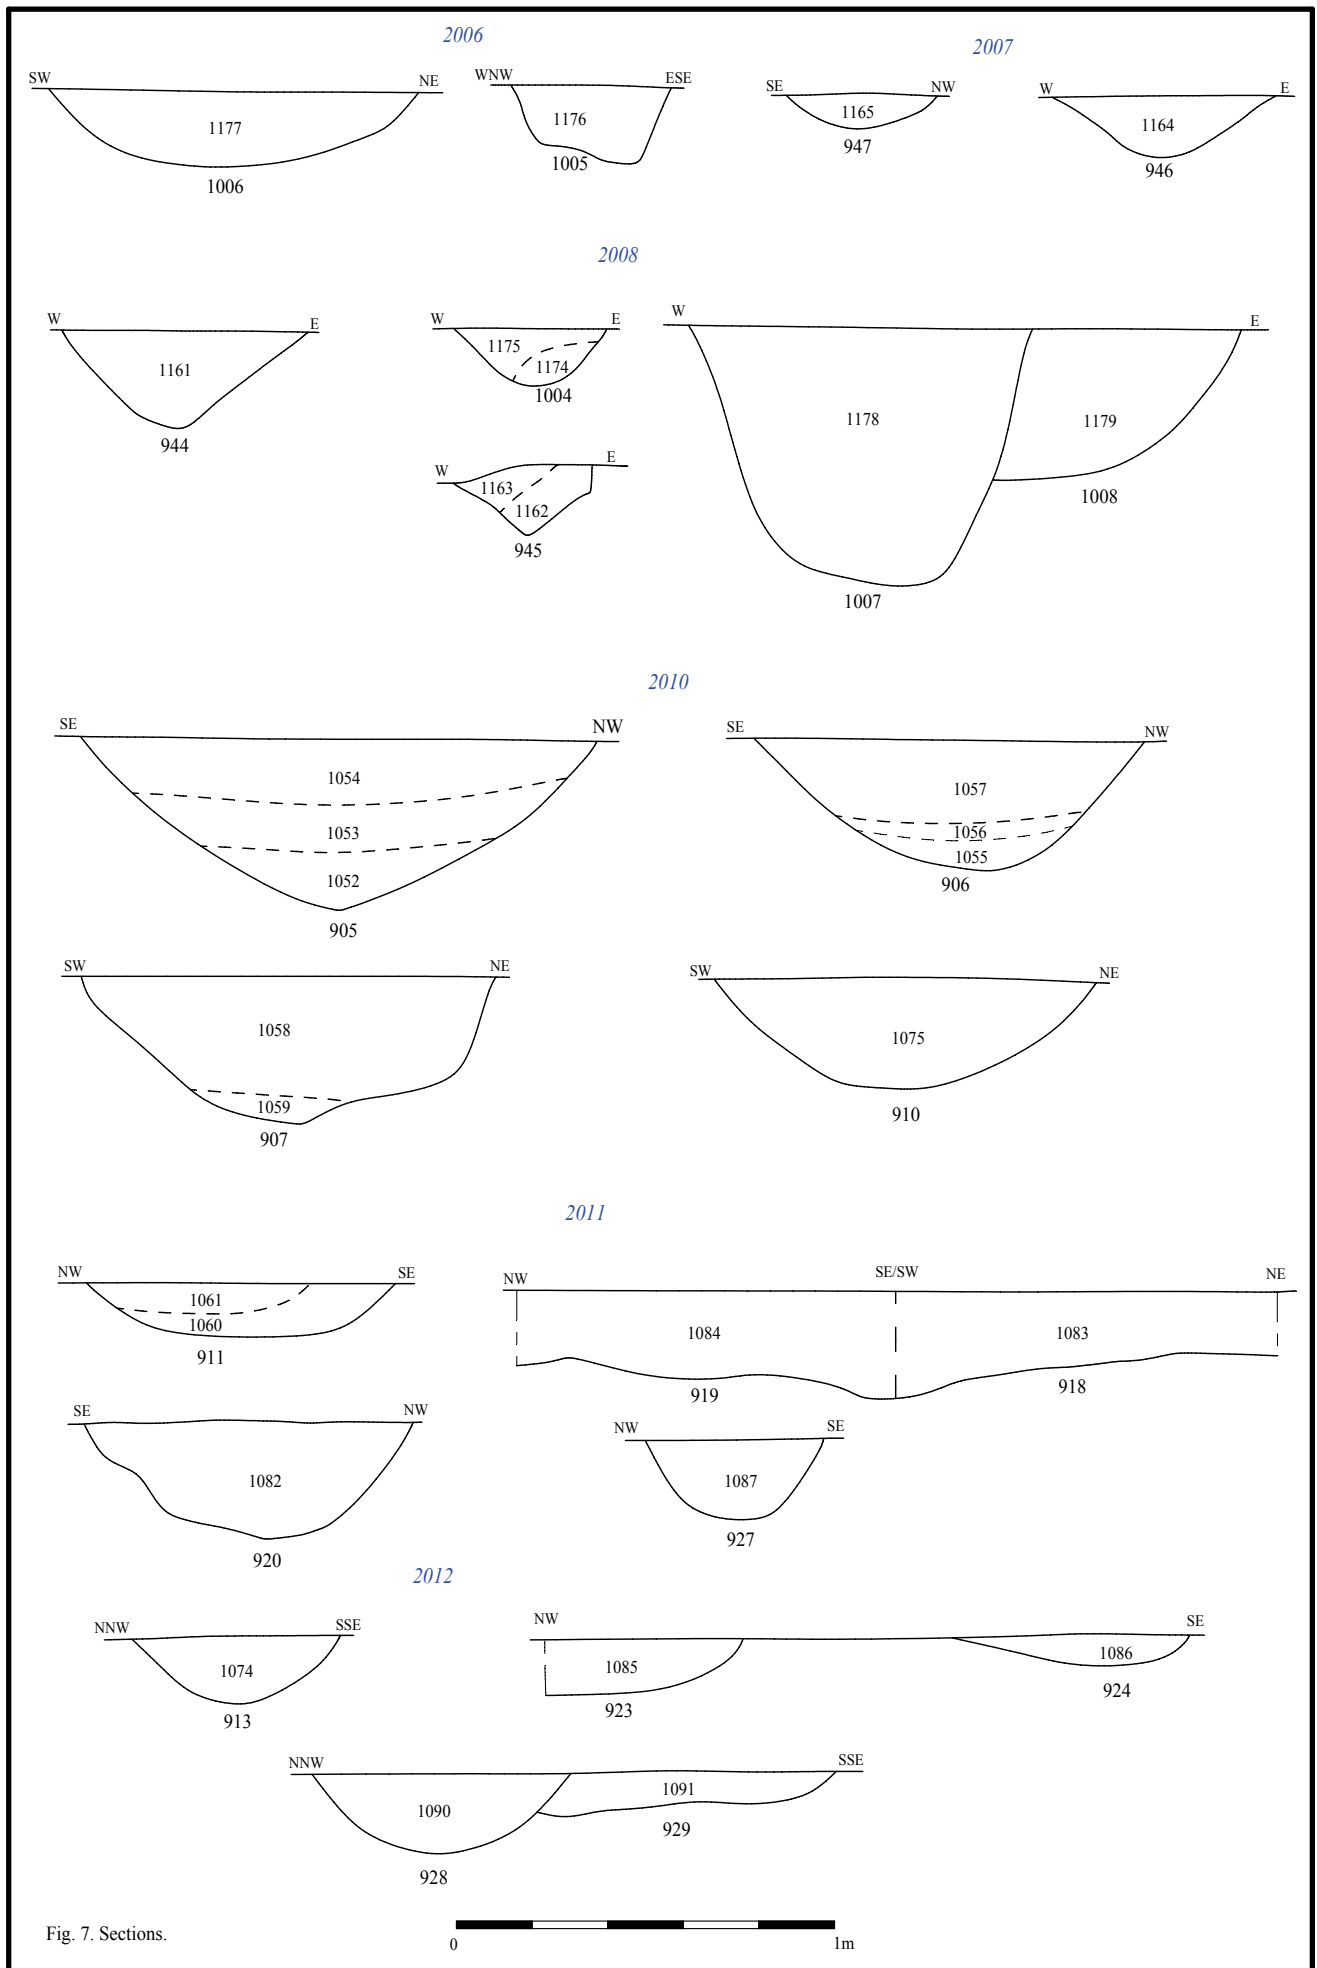 2006
2007
SW
NE
1177
1006
WNW
ESE
1176
1005
SE
NW
1165
947
W
E
1164
946
2008
W
E
1161
944
W
E
1175
1174
1004
W
E
1163
1162
945
W
E
1178
1179
1008
1007
2010
SE
NW
1054
1053
1052
905
SE
NW
1057
1056
1055
906
SW
NE
1058
1059
907
SW
NE
1075
910
2011
NW
SE
1061
1060
911
NW
SE/SW
NE
1084
1083
919
918
SE
NW
1082
920
NW
SE
1087
927
2012
NNW
SSE
1074
913
NW
SE
1085
1086
923
924
NNW
SSE
1090
1091
929
928
Fig. 7. Sections.
0
1m